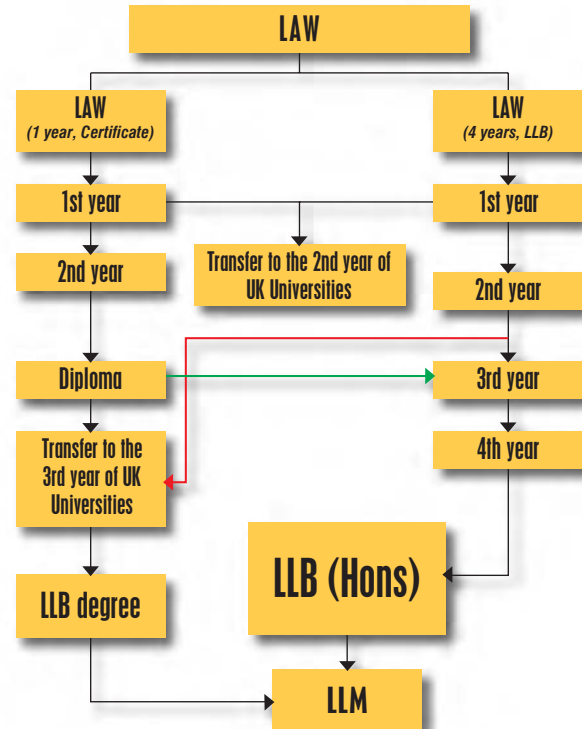 LAW
LAW
(1 year, Certificate)
LAW
(4 years, LLB)
1st year
1st year
Transfer to the 2nd year of
UK Universities
2nd year
2nd year
Diploma
3rd year
Transfer to the
3rd year of UK
Universities
4th year
LLB (Hons)
LLB degree
LLM